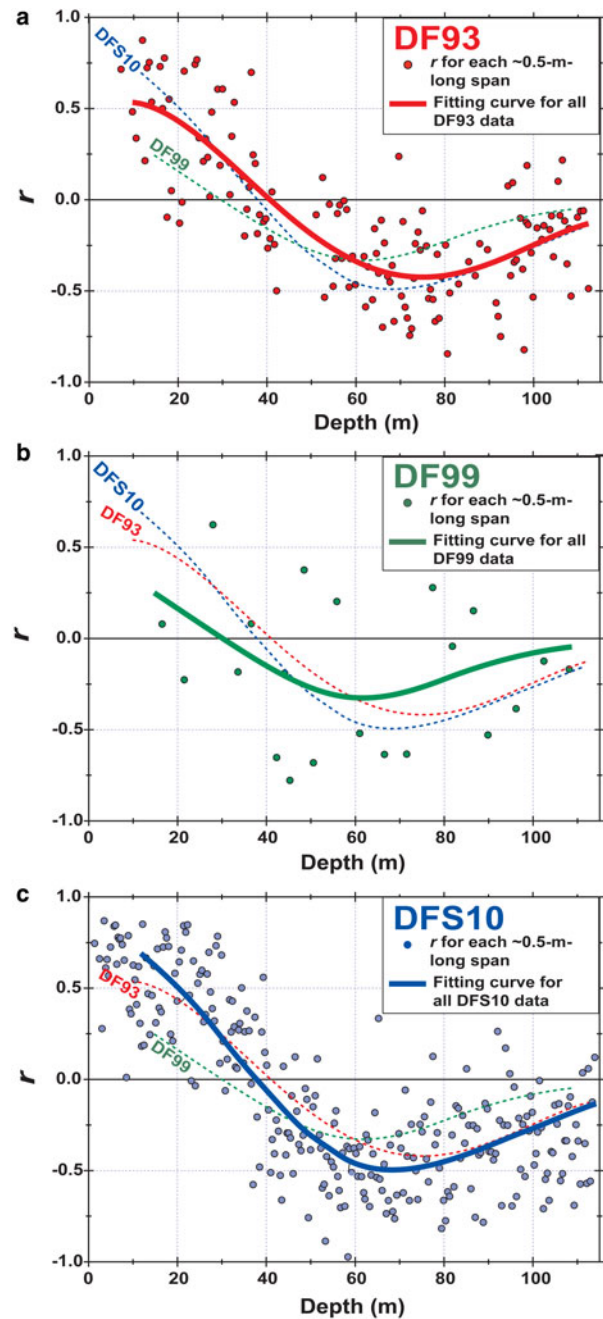 a
1.0
0.5
0.0
-0.5
-1.0
r
DFS10
DF99
DF93
r for each ~0.5-m-
long span
Fitting curve for all
DF93 data
0
20
40
60
80
100
Depth (m)
b
1.0
0.5
0.0
-0.5
-1.0
r
DFS10
DF93
DF99
r for each ~0.5-m-
long span
Fitting curve for all
DF99 data
0
20
40
60
80
100
Depth (m)
c
1.0
0.5
0.0
-0.5
-1.0
r
DF93
DF99
DFS10
r for each ~0.5-m-
long span
Fitting curve for
all DFS10 data
0
20
40
60
80
100
Depth (m)